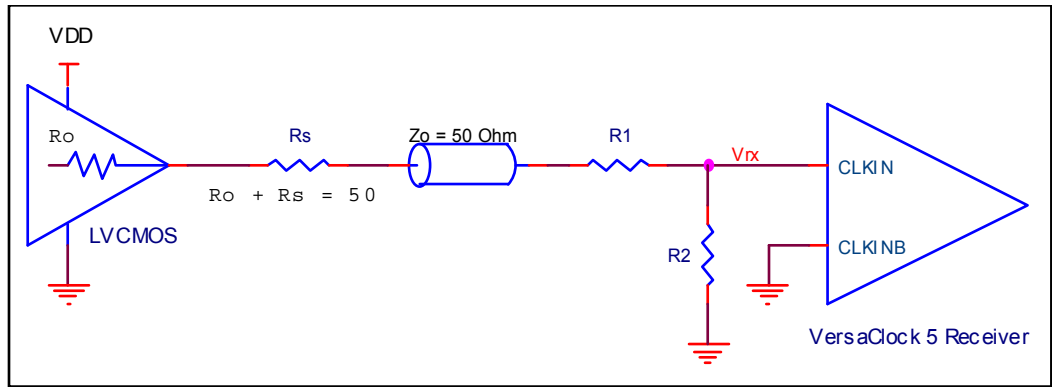 VDD
Ro
Rs
Zo = 50 Ohm
R1
Vrx
CLKIN
Ro + Rs = 50
LVCMOS
R2
CLKINB
VersaClock 5 Receiver